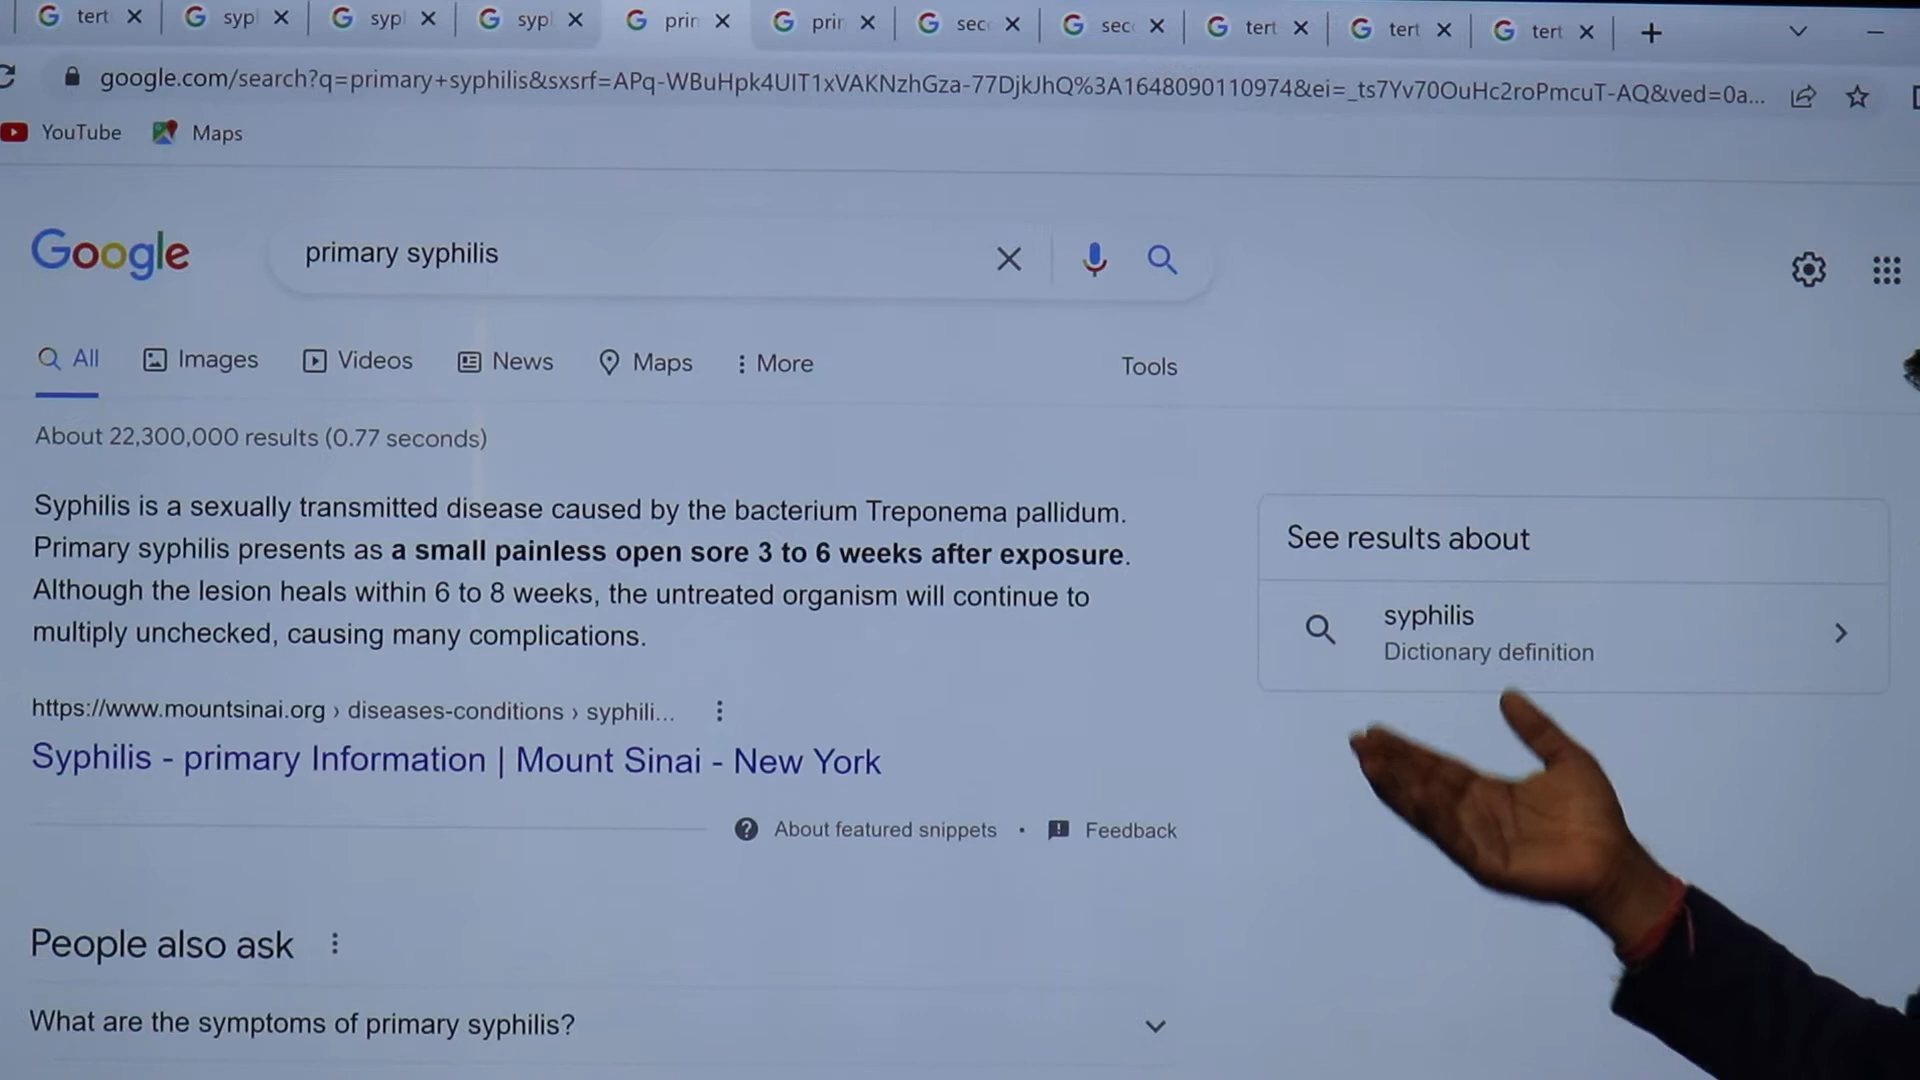 tert
syp
syp
syp
prin
prin
sec
sec
tert
tert
tert
google.com/search?q=primary+syphilis&sxsrf=APq-WBuHpk4UIT1xVAKNzhGza-77DjkJhQ%3A1648090110974&ei=_ts7Yv70OuHc2roPmcuT-AQ&ved=0a...
YouTube Maps
Google
primary syphilis
All Images Videos News Maps More Tools
About 22,300,000 results (0.77 seconds)
Syphilis is a sexually transmitted disease caused by the bacterium Treponema pallidum.
Primary syphilis presents as a small painless open sore 3 to 6 weeks after exposure.
Although the lesion heals within 6 to 8 weeks, the untreated organism will continue to
multiply unchecked, causing many complications.
https://www.mountsinai.org › diseases-conditions › syphili...
Syphilis - primary Information | Mount Sinai - New York
About featured snippets • Feedback
See results about
syphilis
Dictionary definition
People also ask
What are the symptoms of primary syphilis?